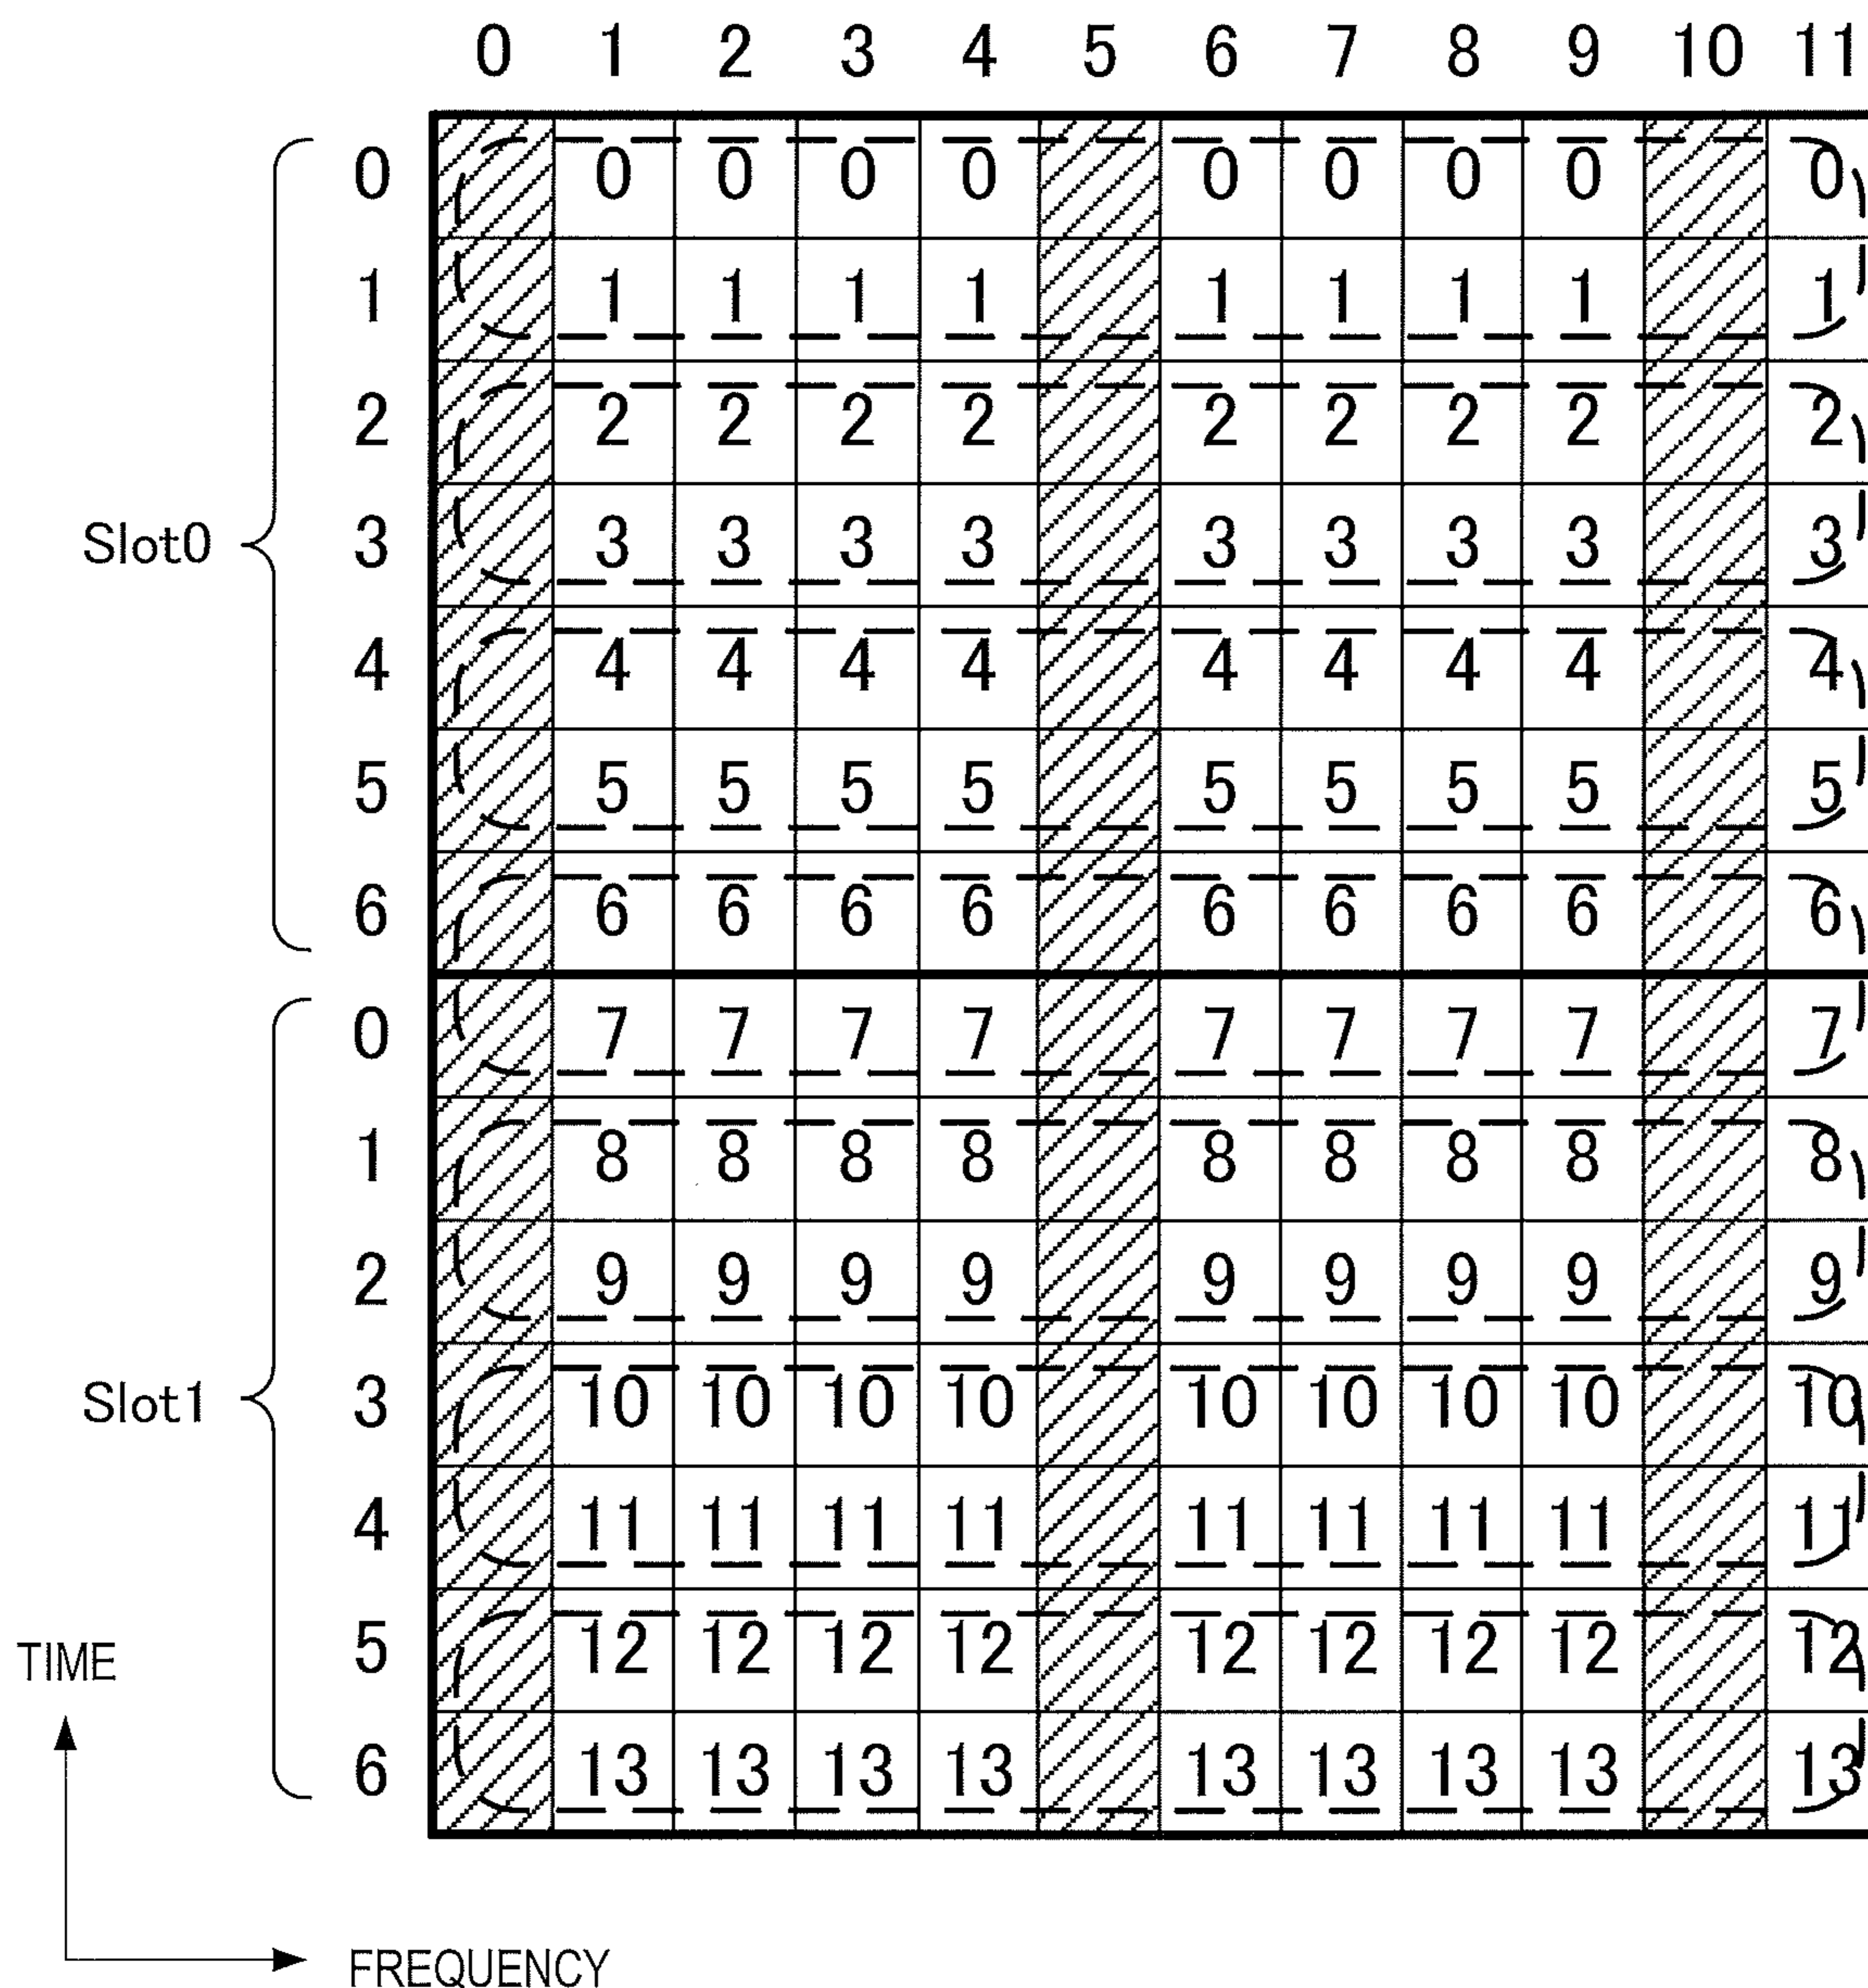 0 1 2 3 4 5 6 7 8 9 10 11
0 0 0 0 0 0 0 0 0 0
1 1 1 1 1 1 1 1 1 1
2 2 2 2 2 2 2 2 2 2
Slot0 3 3 3 3 3 3 3 3 3 3
4 4 4 4 4 4 4 4 4 4
5 5 5 5 5 5 5 5 5 5
6 6 6 6 6 6 6 6 6 6
0 7 7 7 7 7 7 7 7 7
1 8 8 8 8 8 8 8 8 8
2 9 9 9 9 9 9 9 9 9
Slot1 3 10 10 10 10 10 10 10 10 10
4 11 11 11 11 11 11 11 11 11
5 12 12 12 12 12 12 12 12 12
TIME
6 13 13 13 13 13 13 13 13 13
FREQUENCY